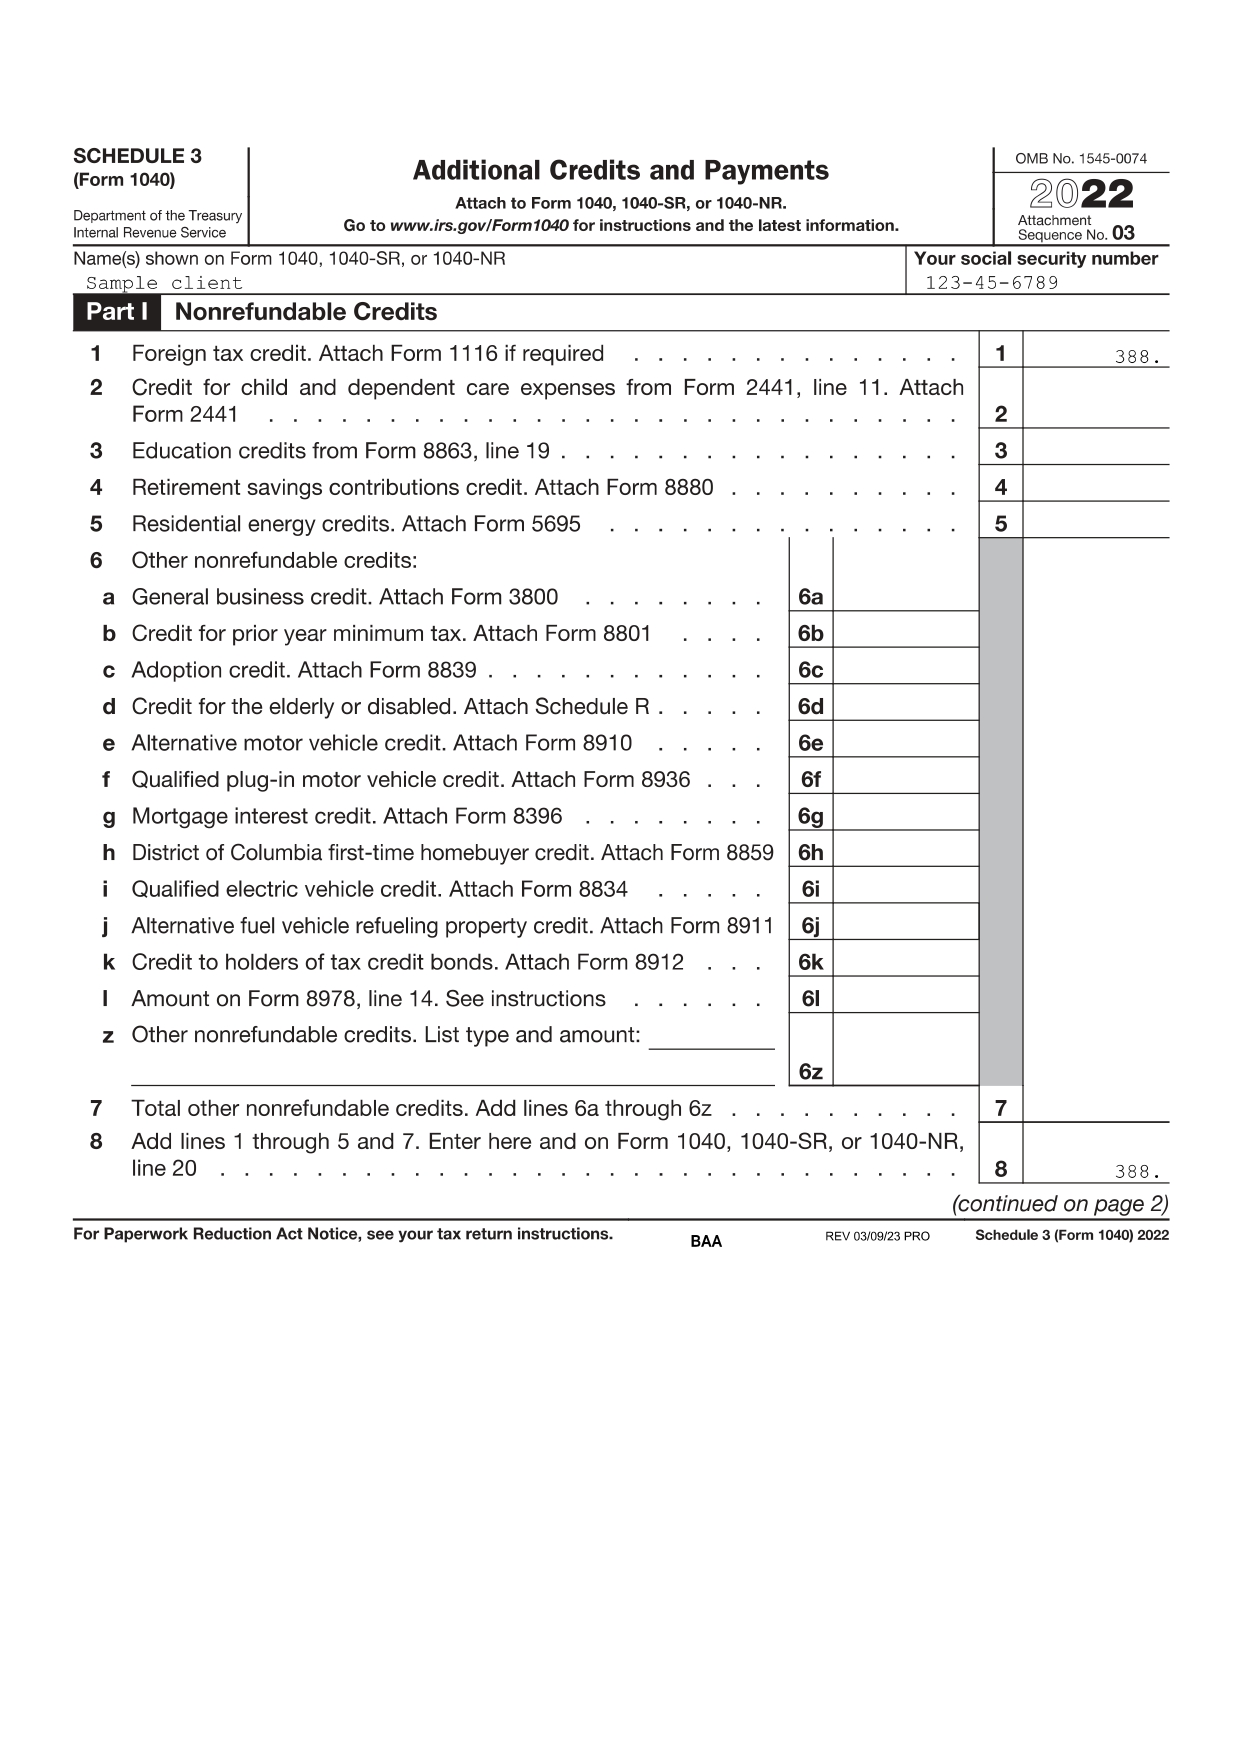 SCHEDULE 3
(Form 1040)
Department of the Treasury
Internal Revenue Service
Additional Credits and Payments
Attach to Form 1040, 1040-SR, or 1040-NR.
Go to www.irs.gov/Form1040 for instructions and the latest information.
OMB No. 1545-0074
2022
Attachment
Sequence No. 03
Name(s) shown on Form 1040, 1040-SR, or 1040-NR
Sample client
Your social security number
123-45-6789
Part I Nonrefundable Credits
1 Foreign tax credit. Attach Form 1116 if required . . . . . . . . . . . . . . 1 388.
2 Credit for child and dependent care expenses from Form 2441, line 11. Attach
Form 2441 . . . . . . . . . . . . . . . . . . . . . . . . . . . . . 2
3 Education credits from Form 8863, line 19 . . . . . . . . . . . . . . . . . 3
4 Retirement savings contributions credit. Attach Form 8880 . . . . . . . . . . 4
5 Residential energy credits. Attach Form 5695 . . . . . . . . . . . . . . . 5
6 Other nonrefundable credits:
a General business credit. Attach Form 3800 . . . . . . . . 6a
b Credit for prior year minimum tax. Attach Form 8801 . . . . 6b
c Adoption credit. Attach Form 8839 . . . . . . . . . . . . 6c
d Credit for the elderly or disabled. Attach Schedule R . . . . . 6d
e Alternative motor vehicle credit. Attach Form 8910 . . . . . 6e
f Qualified plug-in motor vehicle credit. Attach Form 8936 . . . 6f
g Mortgage interest credit. Attach Form 8396 . . . . . . . . 6g
h District of Columbia first-time homebuyer credit. Attach Form 8859 6h
i Qualified electric vehicle credit. Attach Form 8834 . . . . . 6i
j Alternative fuel vehicle refueling property credit. Attach Form 8911 6j
k Credit to holders of tax credit bonds. Attach Form 8912 . . . 6k
l Amount on Form 8978, line 14. See instructions . . . . . . 6l
z Other nonrefundable credits. List type and amount:
6z
7 Total other nonrefundable credits. Add lines 6a through 6z . . . . . . . . . . 7
8 Add lines 1 through 5 and 7. Enter here and on Form 1040, 1040-SR, or 1040-NR,
line 20 . . . . . . . . . . . . . . . . . . . . . . . . . . . . . . . 8 388.
(continued on page 2)
For Paperwork Reduction Act Notice, see your tax return instructions. BAA REV 03/09/23 PRO Schedule 3 (Form 1040) 2022